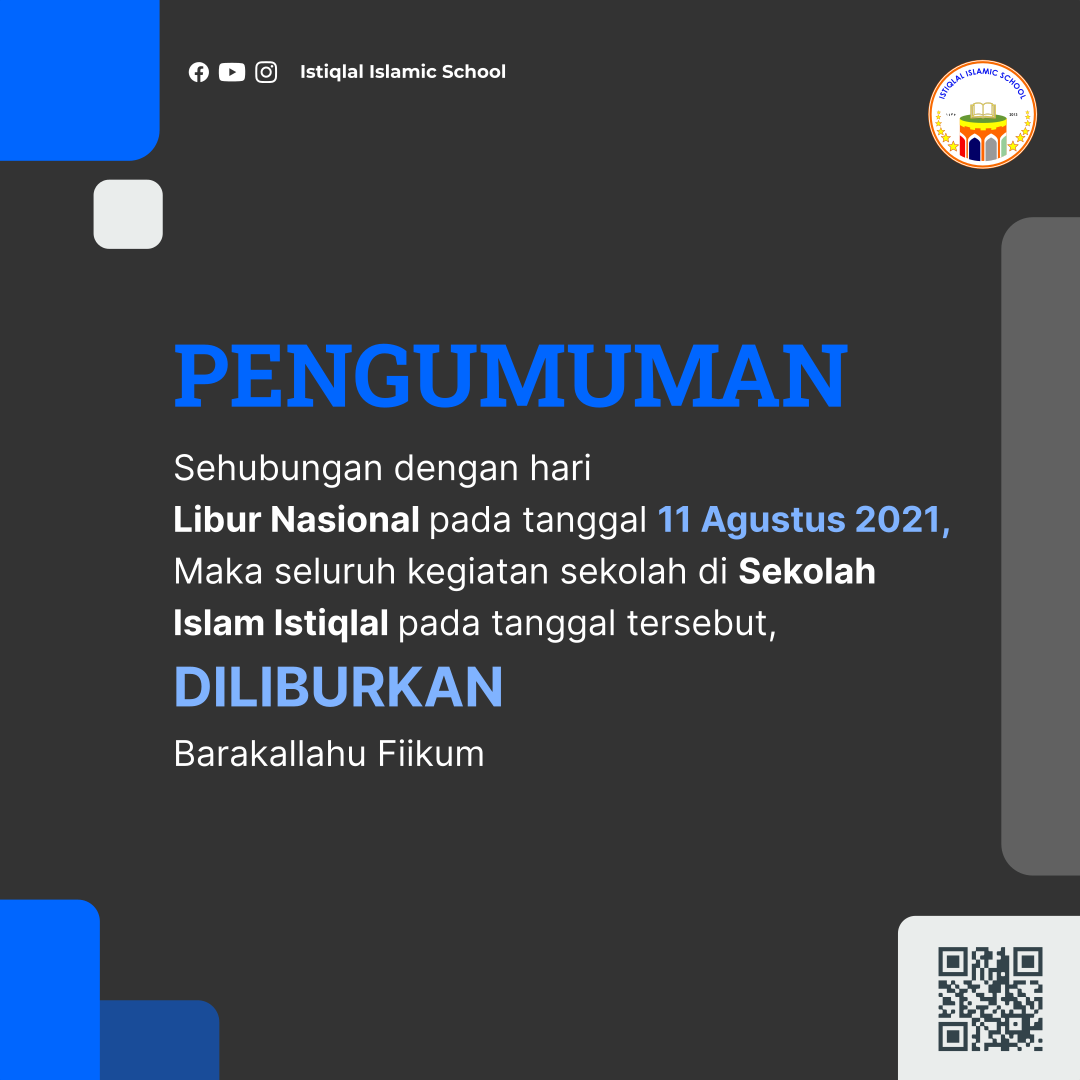 Istiqlal Islamic School
ISTIQLAL ISLAMIC SCHOOL
2013
PENGUMUMAN
Sehubungan dengan hari
Libur Nasional pada tanggal 11 Agustus 2021,
Maka seluruh kegiatan sekolah di Sekolah
Islam Istiqlal pada tanggal tersebut,
DILIBURKAN
Barakallahu Fiikum